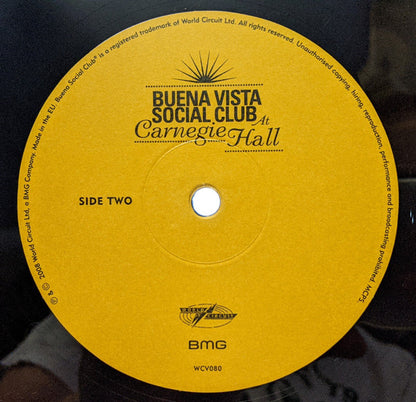 BUENA VISTA
SOCIAL CLUB At
Carnegie Hall
SIDE TWO
WORLD CIRCUIT
BMG
WCV080
℗ & © 2008 World Circuit Ltd. a BMG Company. Made in the EU. Buena Social Club® is a registered trademark of World Circuit Ltd. All rights reserved. Unauthorised copying, hiring, reproduction, performance and broadcasting prohibited. MCPS